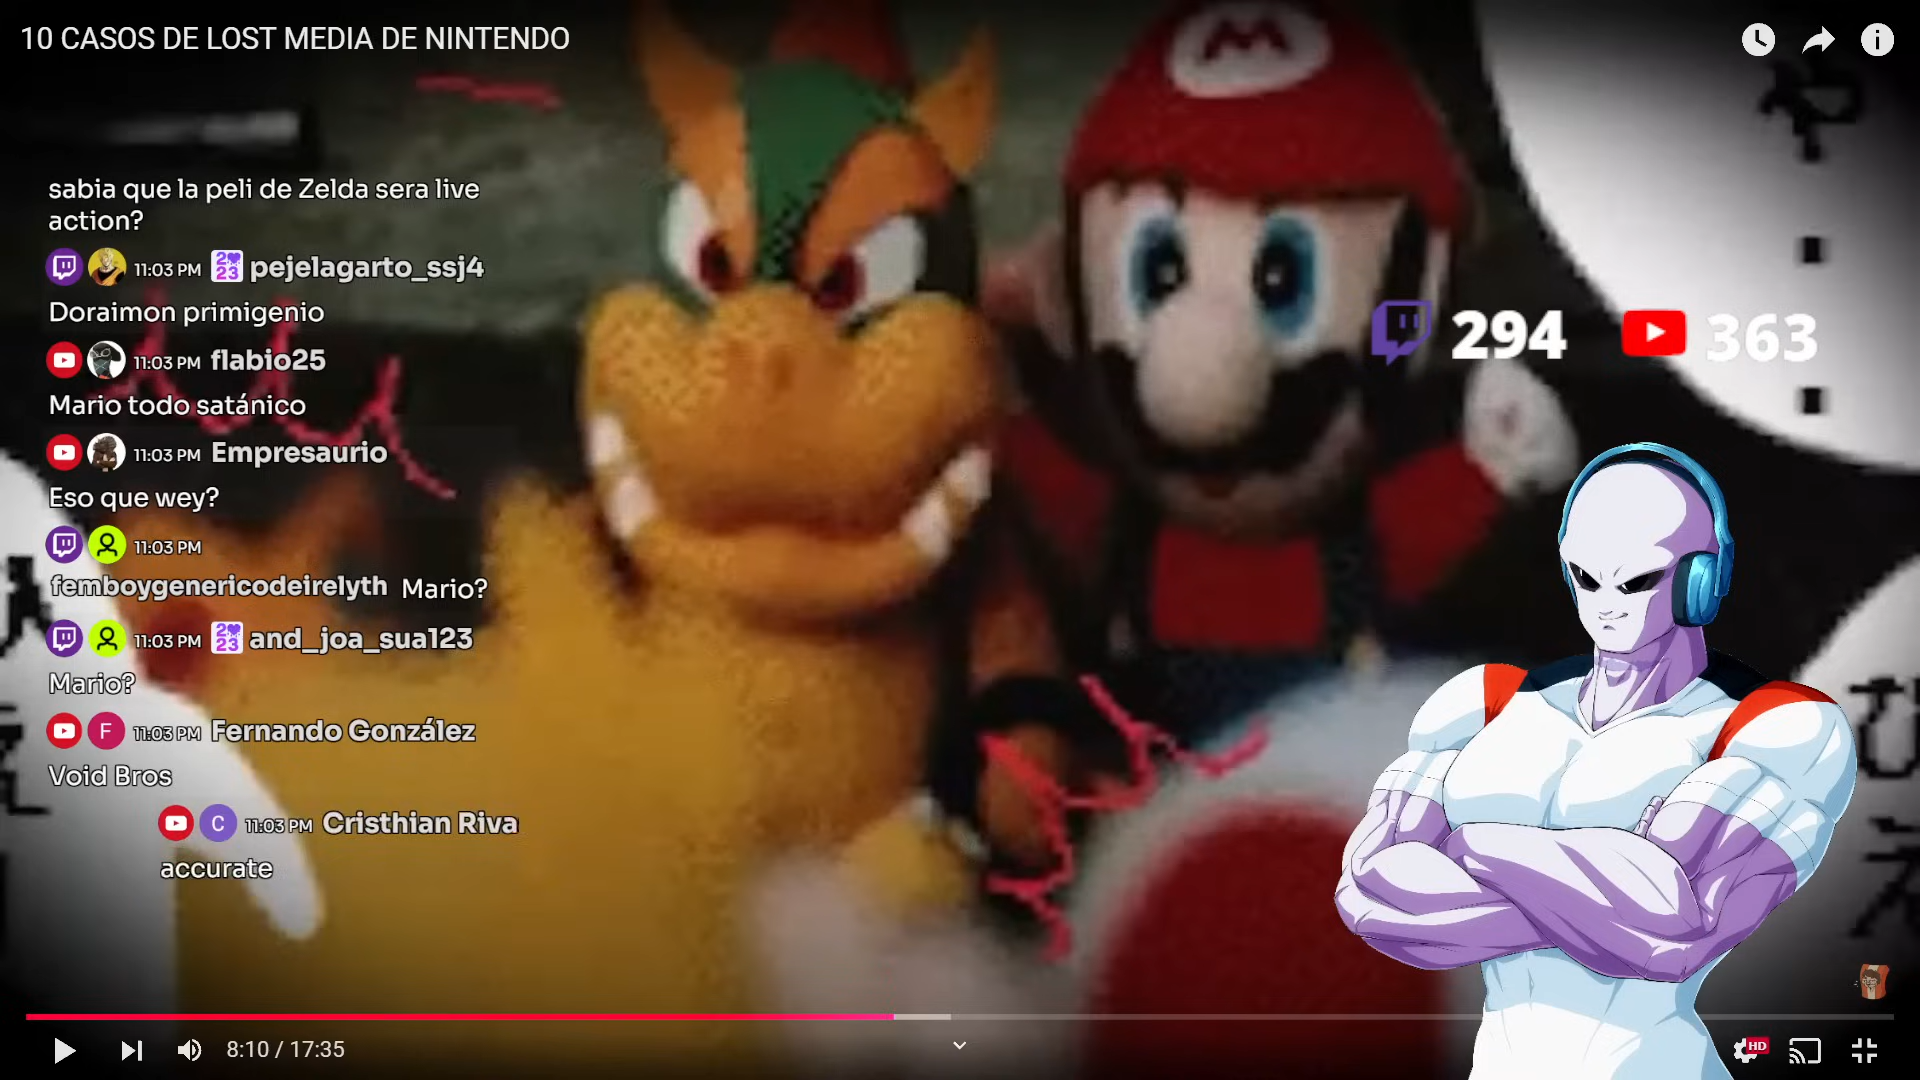 10 CASOS DE LOST MEDIA DE NINTENDO
sabia que la peli de Zelda sera live
action?
11:03 PM pejelagarto_ssj4
Doraimon primigenio
11:03 PM flabio25
Mario todo satánico
11:03 PM Empresaurio
Eso que wey?
11:03 PM
femboygenericodeirelyth Mario?
11:03 PM and_joa_sua123
Mario?
F 11:03 PM Fernando González
Void Bros
C 11:03 PM Cristhian Riva
accurate
294 363
M
8:10 / 17:35
HD